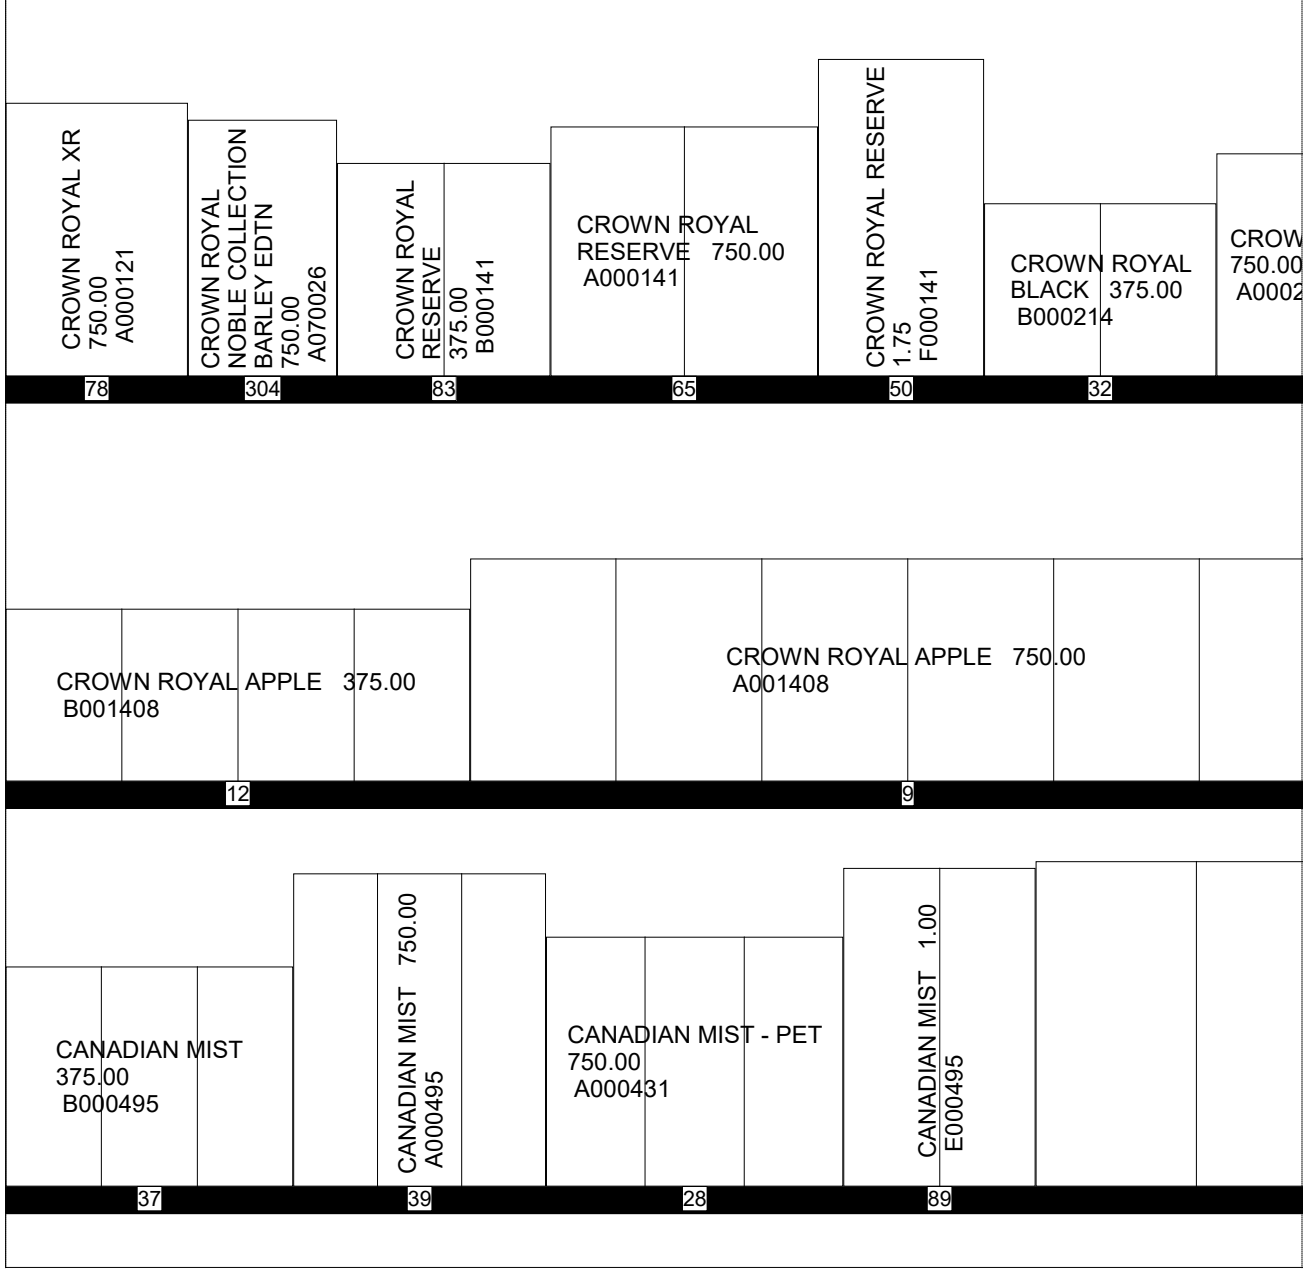 CROWN ROYAL XR
750.00
A000121
CROWN ROYAL
NOBLE COLLECTION
BARLEY EDTN
750.00
A070026
CROWN ROYAL
RESERVE
375.00
B000141
CROWN ROYAL
RESERVE 750.00
A000141
CROWN ROYAL RESERVE
1.75
F000141
CROWN ROYAL
BLACK 375.00
B000214
CROW
750.00
A0002
78
304
83
65
50
32
CROWN ROYAL APPLE 375.00
B001408
CROWN ROYAL APPLE 750.00
A001408
12
9
CANADIAN MIST
375.00
B000495
CANADIAN MIST 750.00
A000495
CANADIAN MIST - PET
750.00
A000431
CANADIAN MIST 1.00
E000495
37
39
28
89